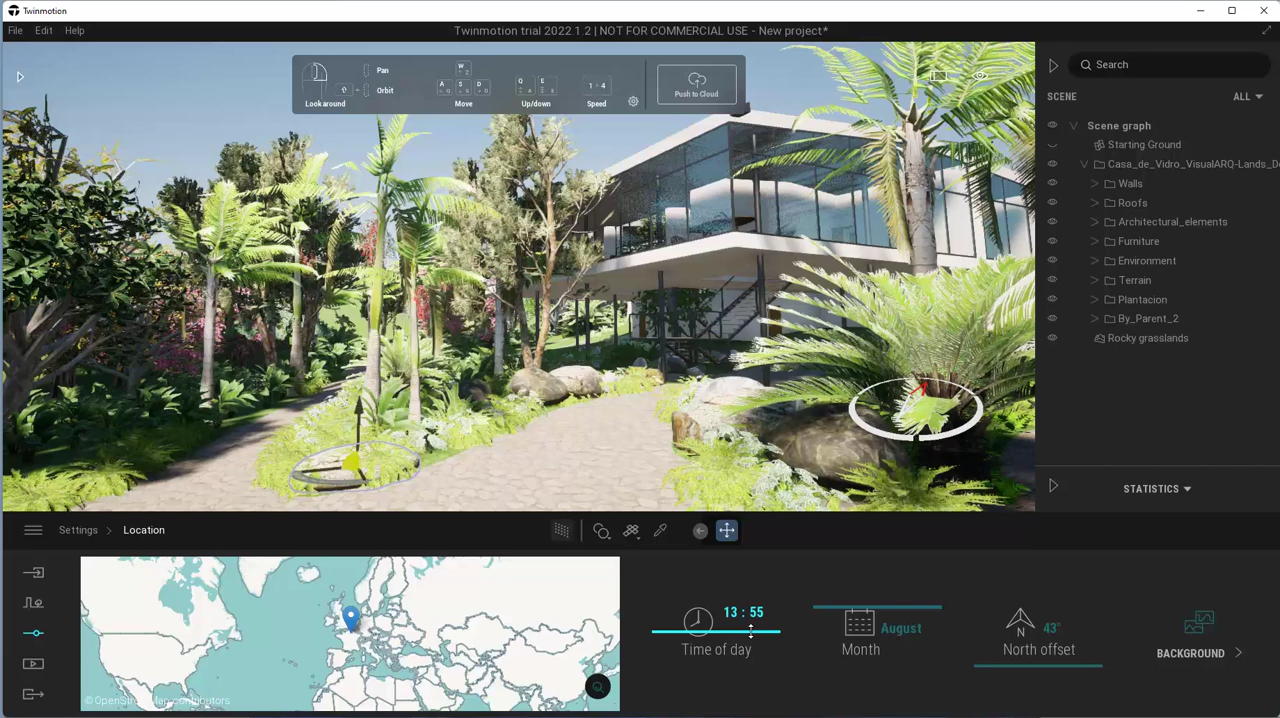 Twinmotion
File Edit Help
Twinmotion trial 2022.1.2 | NOT FOR COMMERCIAL USE - New project*
Look around
Pan
Orbit
W
Z
A S D
Q S D
Move
Q E
A E
Up/down
1 - 4
Speed
Push to Cloud
Search
SCENE
ALL
Scene graph
Starting Ground
Casa_de_Vidro_VisualARQ-Lands_D
Walls
Roofs
Architectural_elements
Furniture
Environment
Terrain
Plantacion
By_Parent_2
Rocky grasslands
STATISTICS
Settings > Location
© OpenStreetMap contributors
13 : 55
Time of day
August
Month
N
43°
North offset
BACKGROUND